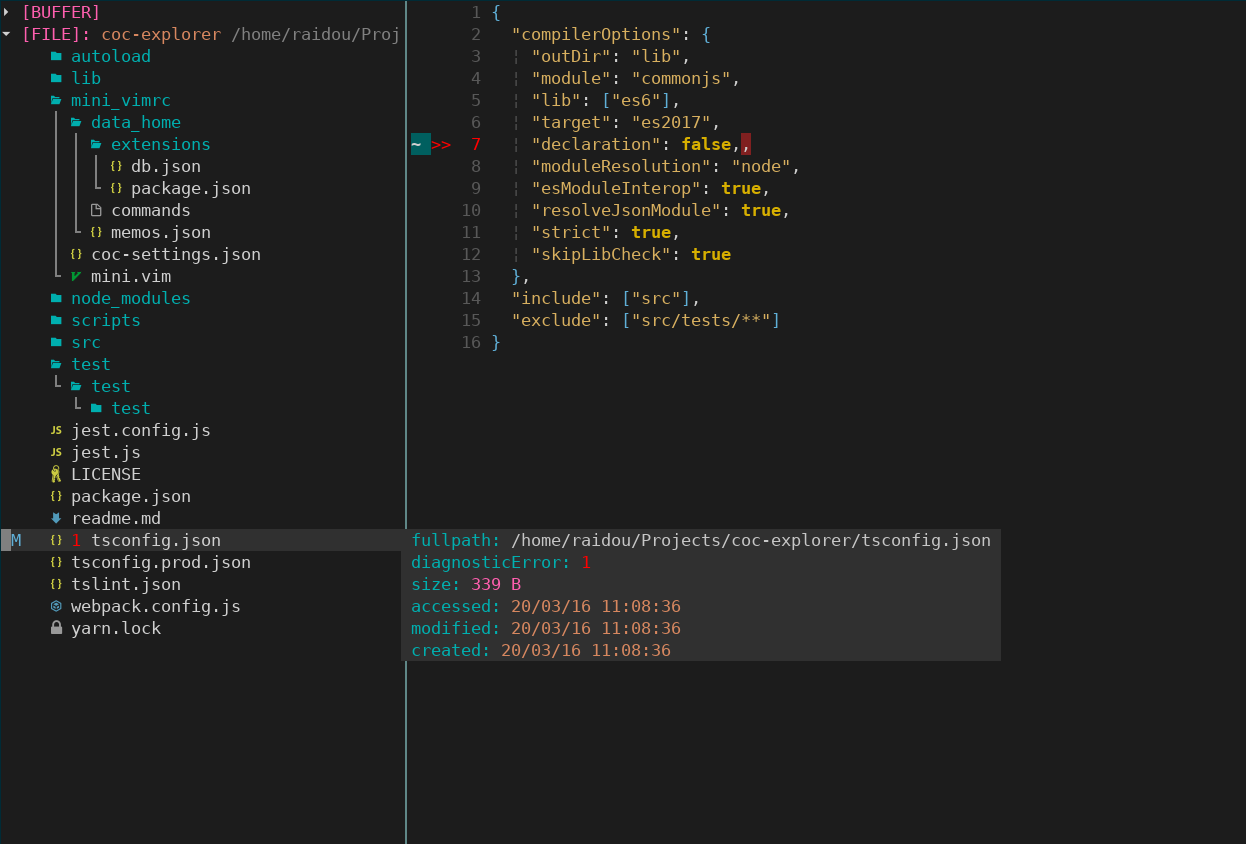 [BUFFER]
[FILE]: coc-explorer /home/raidou/Proj
autoload
lib
mini_vimrc
data_home
extensions
{} db.json
{} package.json
commands
{} memos.json
{} coc-settings.json
mini.vim
node_modules
scripts
src
test
test
test
JS jest.config.js
JS jest.js
LICENSE
{} package.json
readme.md
M {} 1 tsconfig.json
{} tsconfig.prod.json
{} tslint.json
webpack.config.js
yarn.lock
1 {
2 "compilerOptions": {
3 ¦ "outDir": "lib",
4 ¦ "module": "commonjs",
5 ¦ "lib": ["es6"],
6 ¦ "target": "es2017",
~ >> 7 ¦ "declaration": false,,
8 ¦ "moduleResolution": "node",
9 ¦ "esModuleInterop": true,
10 ¦ "resolveJsonModule": true,
11 ¦ "strict": true,
12 ¦ "skipLibCheck": true
13 },
14 "include": ["src"],
15 "exclude": ["src/tests/**"]
16 }
fullpath: /home/raidou/Projects/coc-explorer/tsconfig.json
diagnosticError: 1
size: 339 B
accessed: 20/03/16 11:08:36
modified: 20/03/16 11:08:36
created: 20/03/16 11:08:36